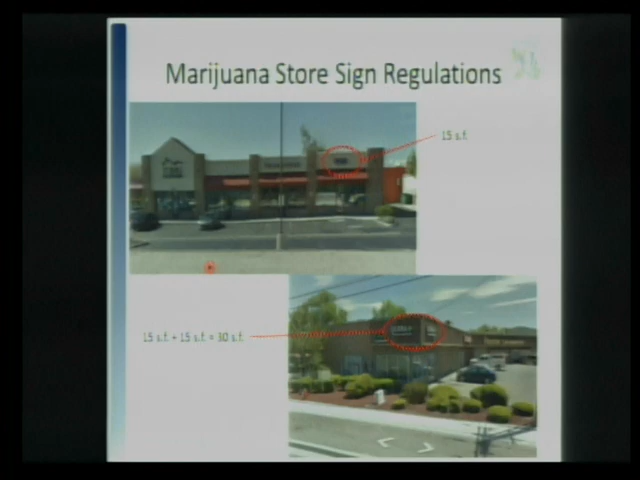 Marijuana Store Sign Regulations
15 s.f.
15 s.f. + 15 s.f. = 30 s.f.